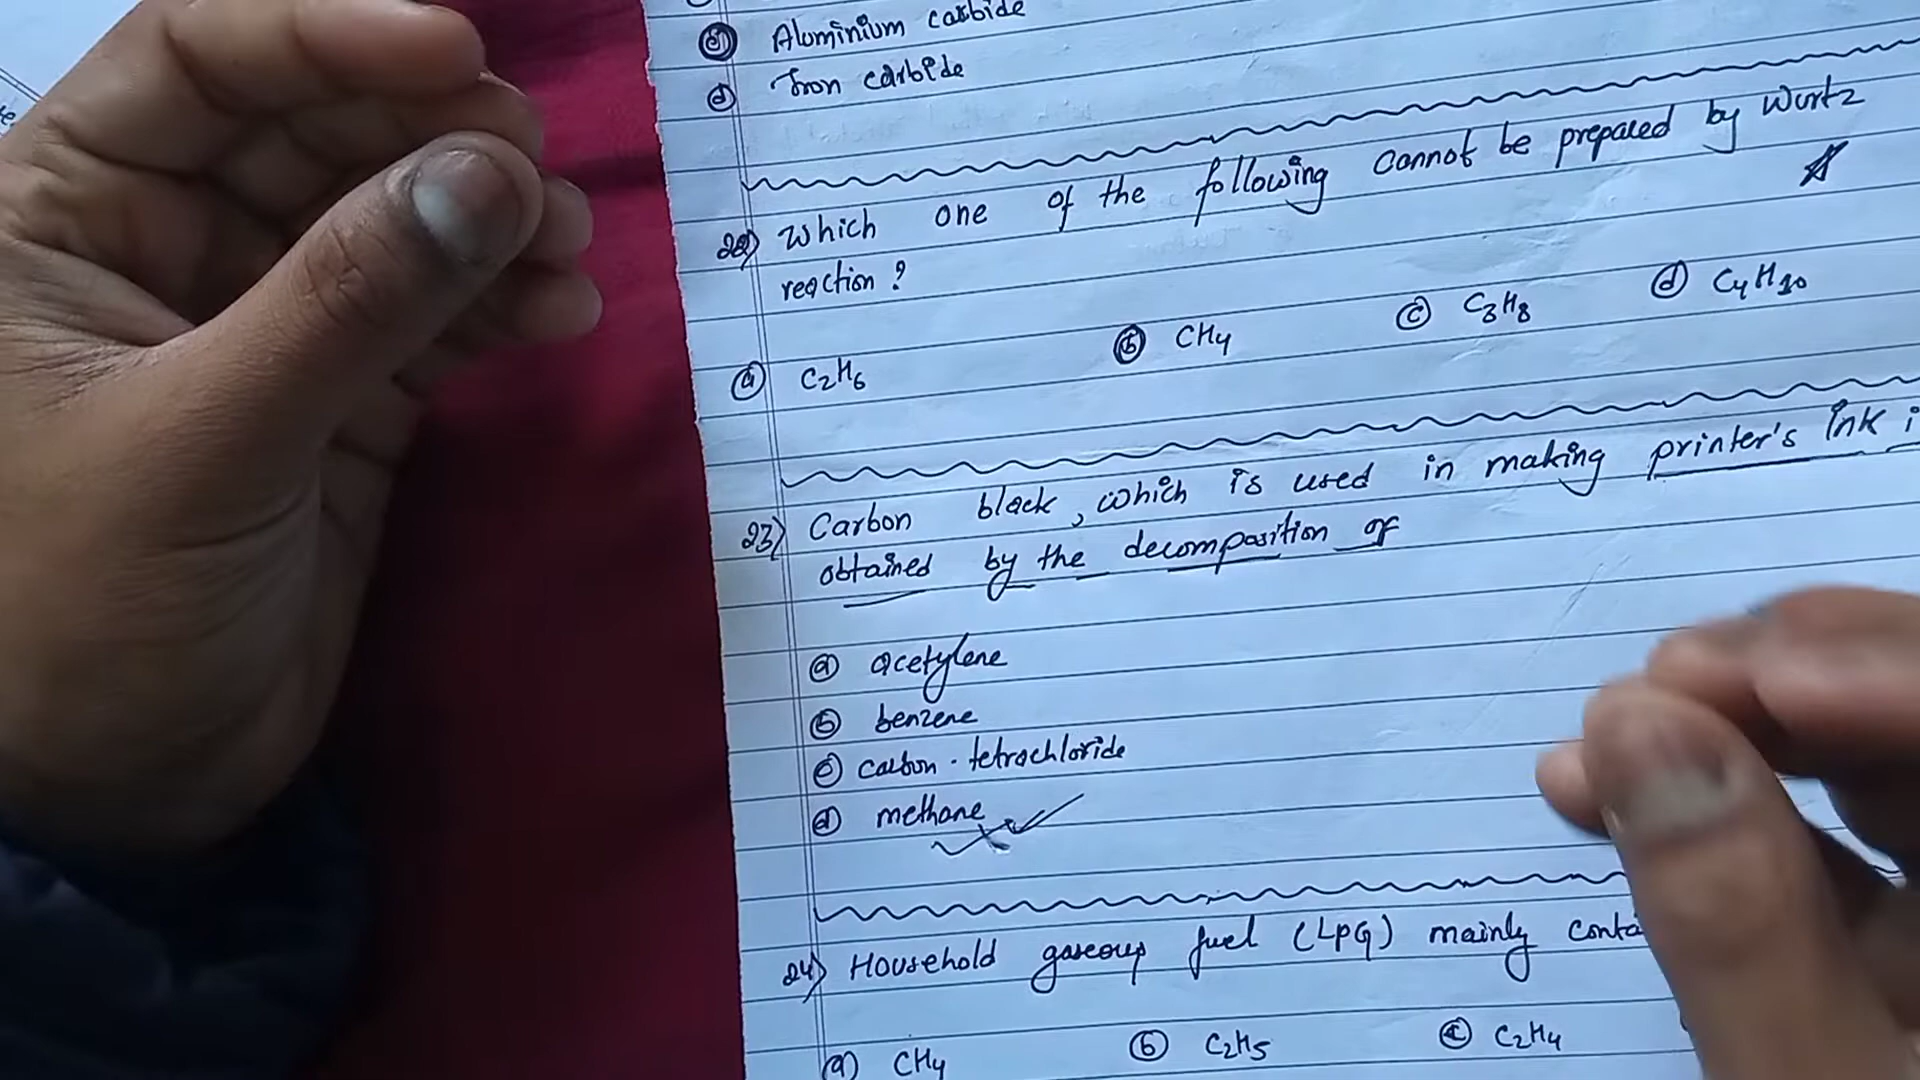 c) Aluminium carbide
d) Iron carbide
22) Which one of the following cannot be prepared by Wurtz
reaction ?
a) C2H6 b) CH4 c) C3H8 d) C4H10
23) Carbon black, which is used in making printer's ink i
obtained by the decomposition of
a) acetylene
b) benzene
c) carbon-tetrachloride
d) methane
24) Household gaseous fuel (LPG) mainly conta
a) CH4 b) C2H5 c) C2H4